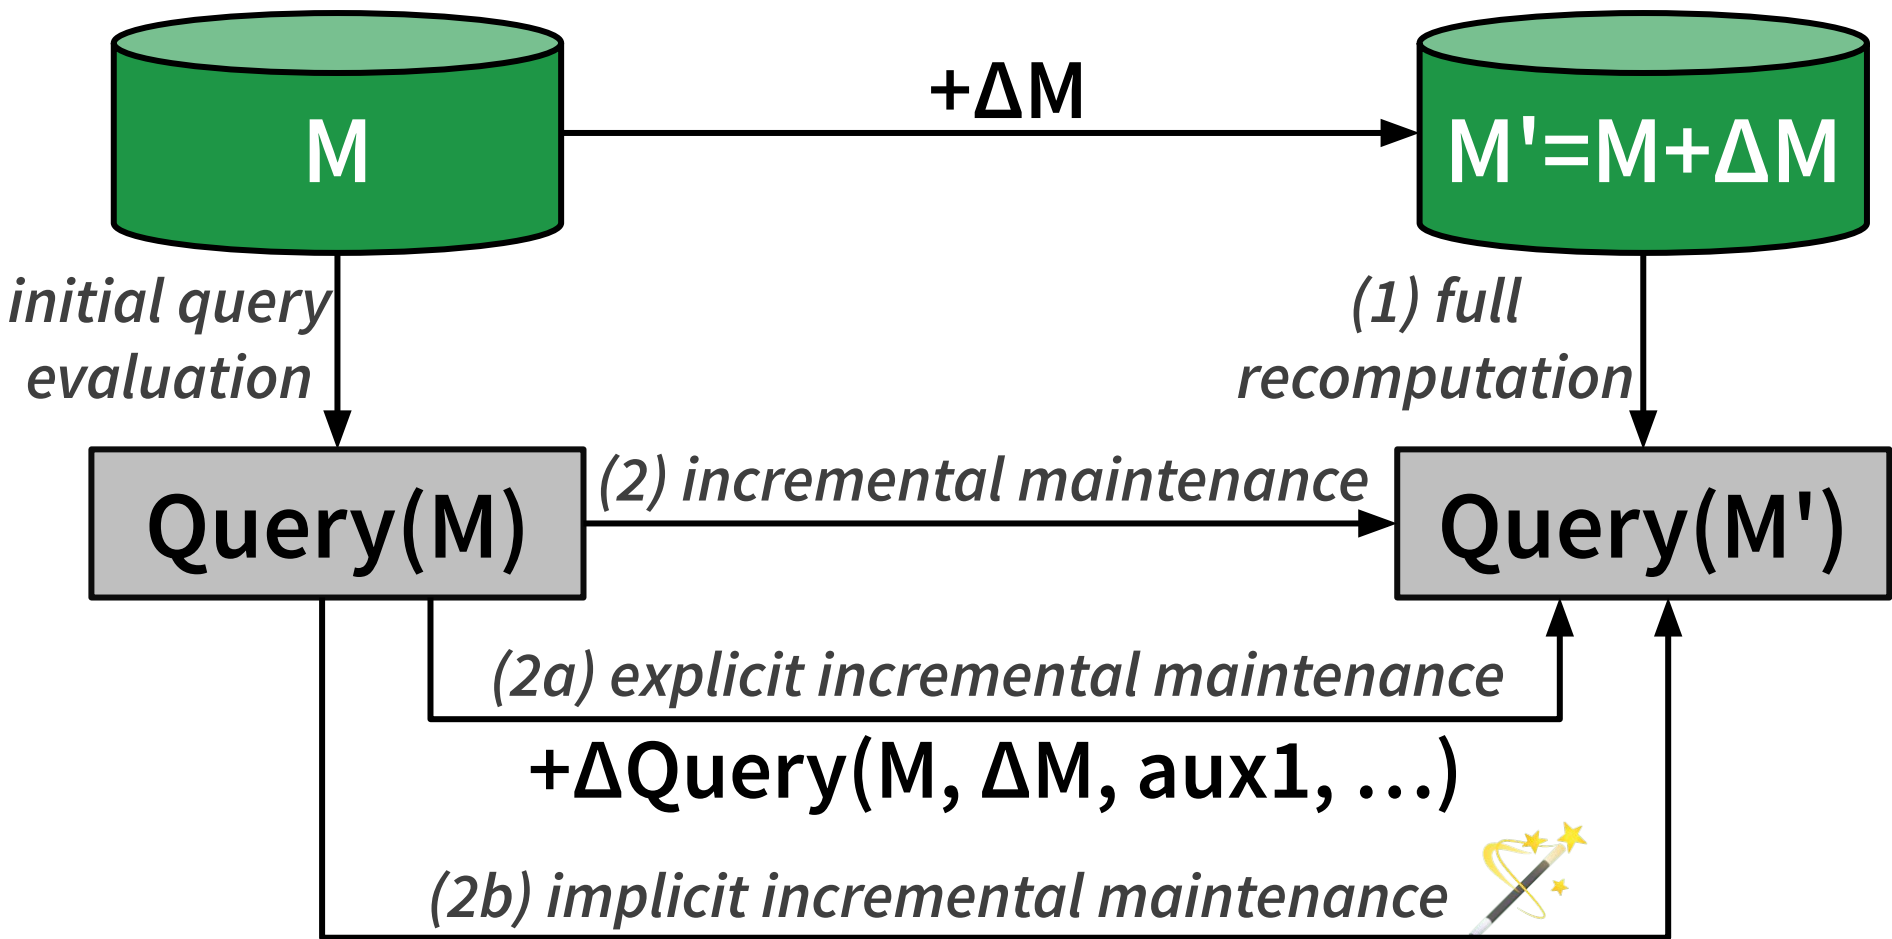 M
+ΔM
M'=M+ΔM
initial query
evaluation
(1) full
recomputation
Query(M)
(2) incremental maintenance
Query(M')
(2a) explicit incremental maintenance
+ΔQuery(M, ΔM, aux1, …)
(2b) implicit incremental maintenance